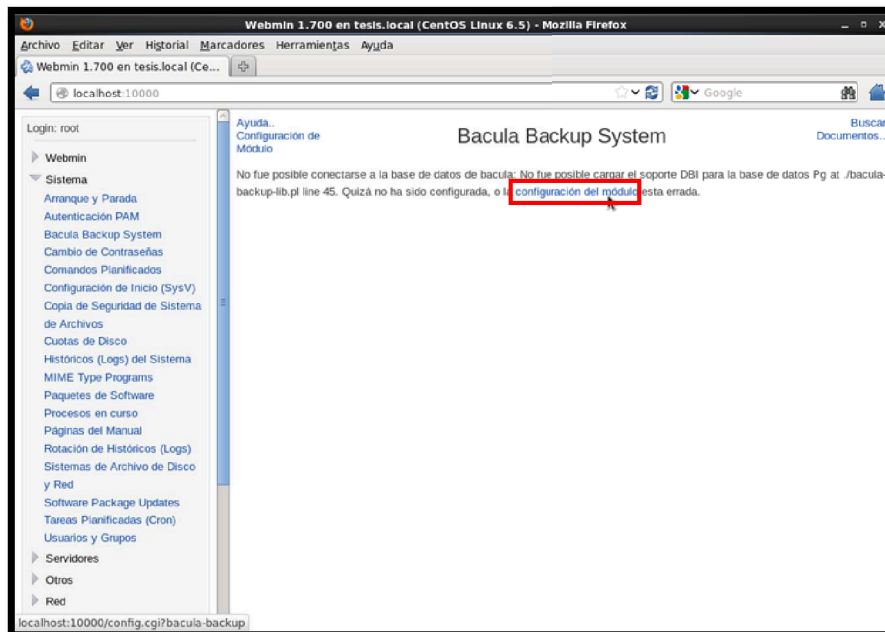 Webmin 1.700 en tesis.local (CentOS Linux 6.5) - Mozilla Firefox
Archivo Editar Ver Historial Marcadores Herramientas Ayuda
Webmin 1.700 en tesis.local (Ce...
localhost:10000
Google
Login: root
Webmin
Sistema
Arranque y Parada
Autenticación PAM
Bacula Backup System
Cambio de Contraseñas
Comandos Planificados
Configuración de Inicio (SysV)
Copia de Seguridad de Sistema
de Archivos
Cuotas de Disco
Históricos (Logs) del Sistema
MIME Type Programs
Paquetes de Software
Procesos en curso
Páginas del Manual
Rotación de Históricos (Logs)
Sistemas de Archivo de Disco
y Red
Software Package Updates
Tareas Planificadas (Cron)
Usuarios y Grupos
Servidores
Otros
Red
localhost:10000/config.cgi?bacula-backup
Ayuda..
Configuración de
Módulo
Bacula Backup System
Buscar
Documentos..
No fue posible conectarse a la base de datos de bacula: No fue posible cargar el soporte DBI para la base de datos Pg at ./bacula-
backup-lib.pl line 45. Quizá no ha sido configurada, o la configuración del módulo esta errada.